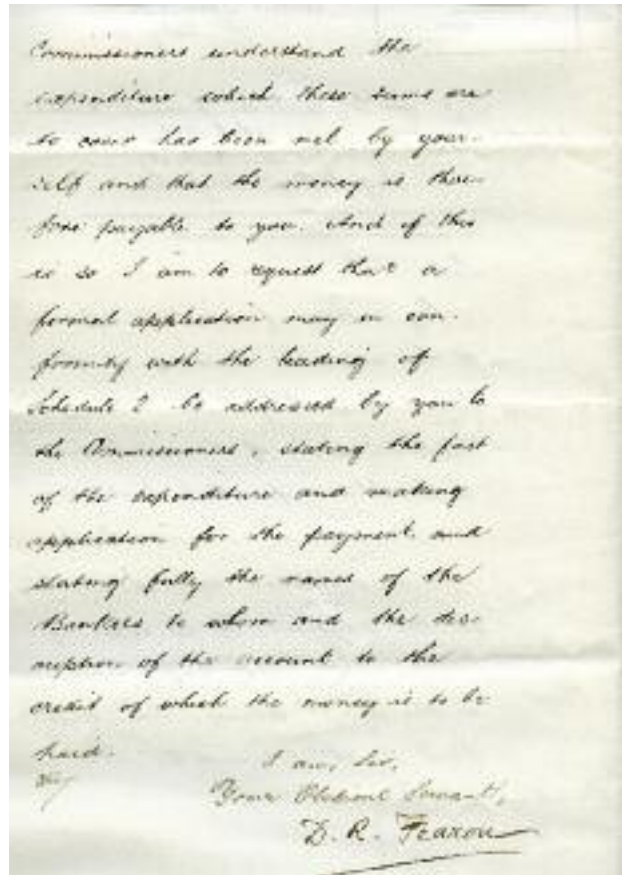 Commissioners understand the
expenditure which these sums are
to cover has been met by your-
self and that the money is there-
fore payable to you. And if this
is so I am to request that a
formal application may in con-
formity with the heading of
Schedule 2 be addressed by you to
the Commissioners, stating the fact
of the expenditure and making
application for the payment and
stating fully the names of the
Bankers to whom and the des-
cription of the account to the
credit of which the money is to be
paid.
I am, Sir,
Your Obedient Servant,
D. R. Fearon